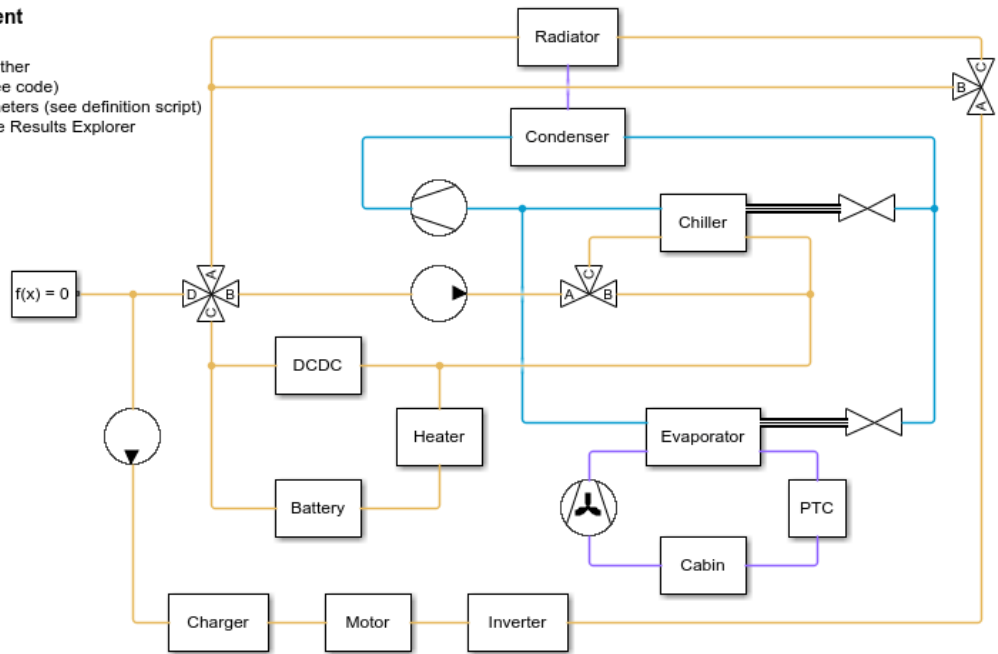 ent
ther
ee code)
eters (see definition script)
e Results Explorer
Radiator
C
B
A
Condenser
Chiller
f(x) = 0
A
D
B
C
C
A
B
DCDC
Heater
Evaporator
Battery
PTC
Cabin
Charger
Motor
Inverter